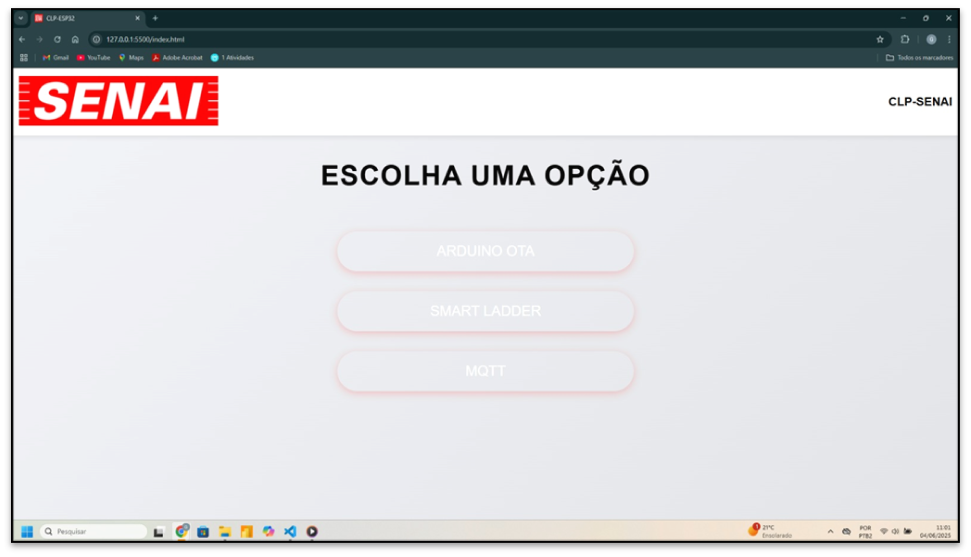 CLP-ESP32
127.0.0.1:5500/index.html
Gmail YouTube Maps Adobe Acrobat 1 Atividades Todos os marcadores
SENAI
CLP-SENAI
ESCOLHA UMA OPÇÃO
ARDUINO OTA
SMART LADDER
MQTT
Pesquisar
21°C
Ensolarado
POR
PTB2
11:01
04/06/2025